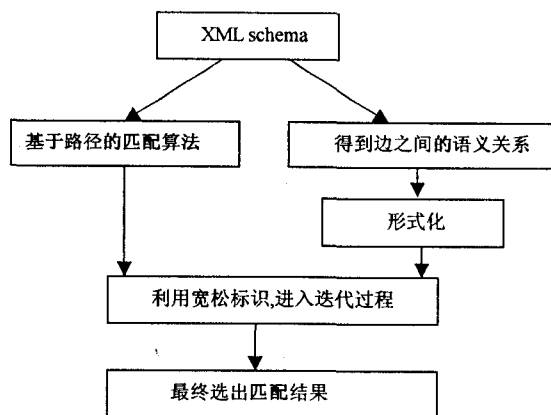 XML schema
基于路径的匹配算法
得到边之间的语义关系
形式化
利用宽松标识,进入迭代过程
最终选出匹配结果